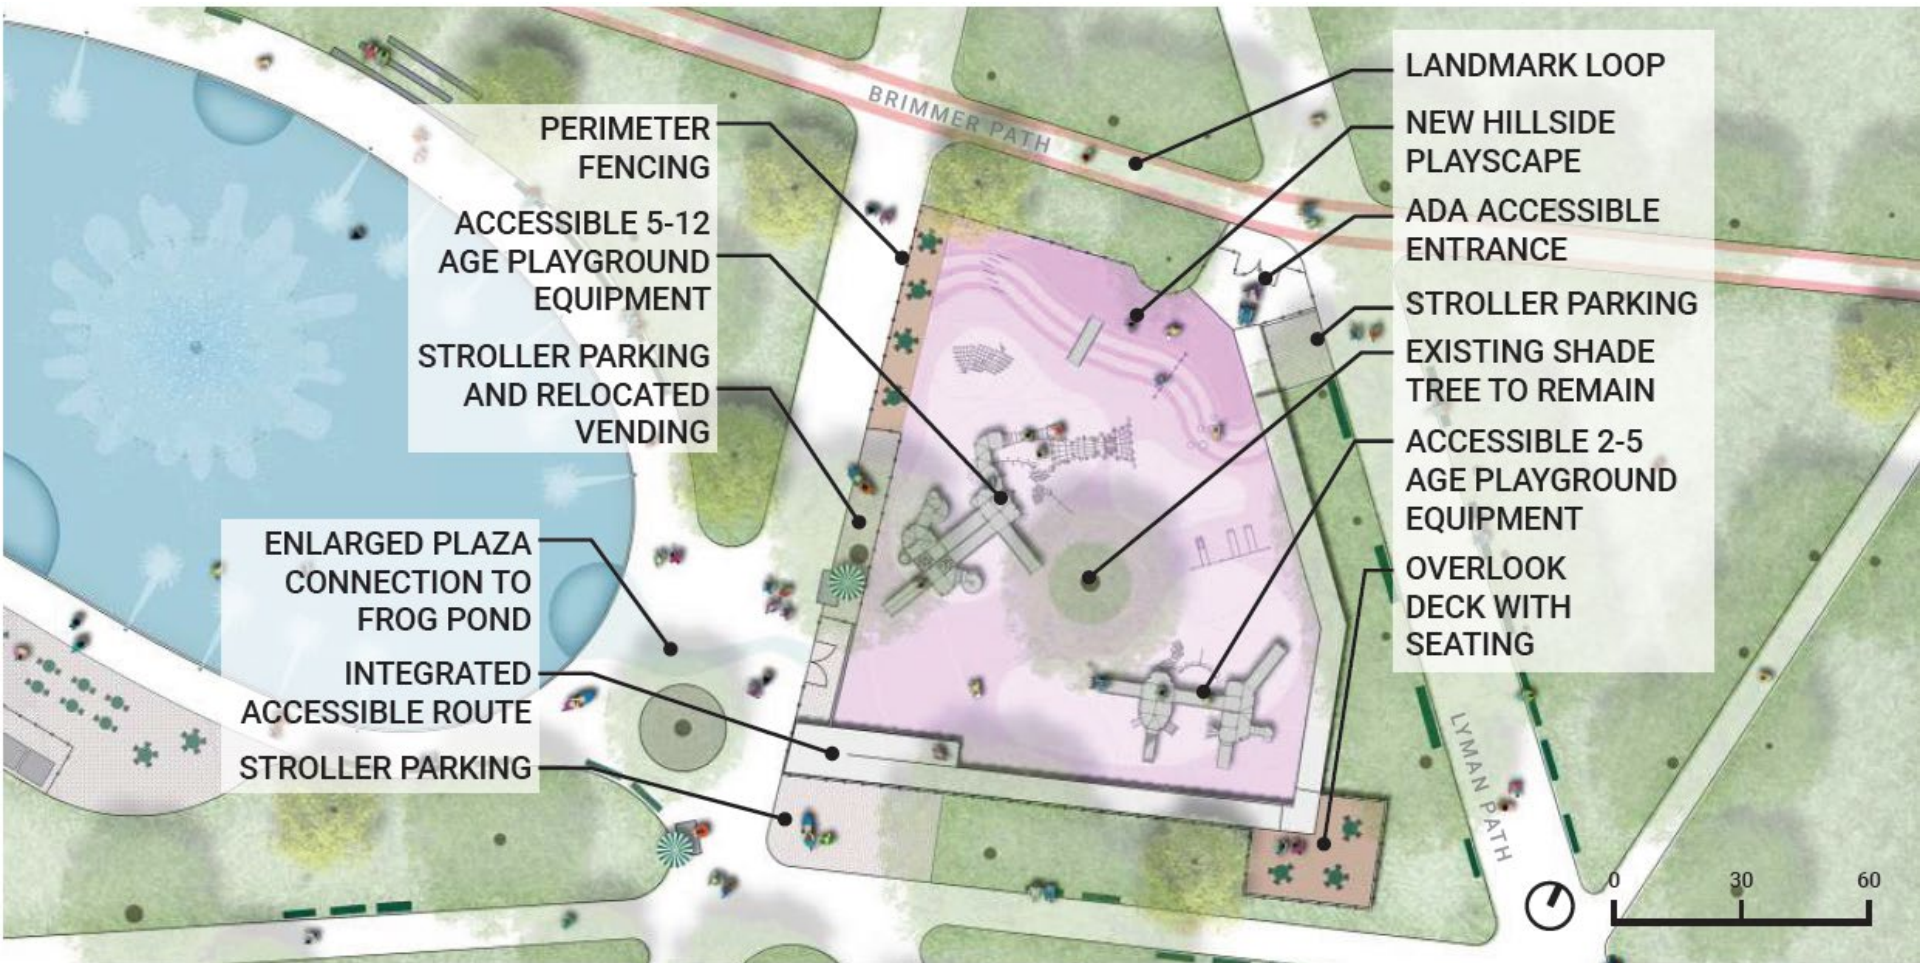 BRIMMER PATH
PERIMETER
FENCING
ACCESSIBLE 5-12
AGE PLAYGROUND
EQUIPMENT
STROLLER PARKING
AND RELOCATED
VENDING
ENLARGED PLAZA
CONNECTION TO
FROG POND
INTEGRATED
ACCESSIBLE ROUTE
STROLLER PARKING
LANDMARK LOOP
NEW HILLSIDE
PLAYSCAPE
ADA ACCESSIBLE
ENTRANCE
STROLLER PARKING
EXISTING SHADE
TREE TO REMAIN
ACCESSIBLE 2-5
AGE PLAYGROUND
EQUIPMENT
OVERLOOK
DECK WITH
SEATING
LYMAN PATH
0 30 60